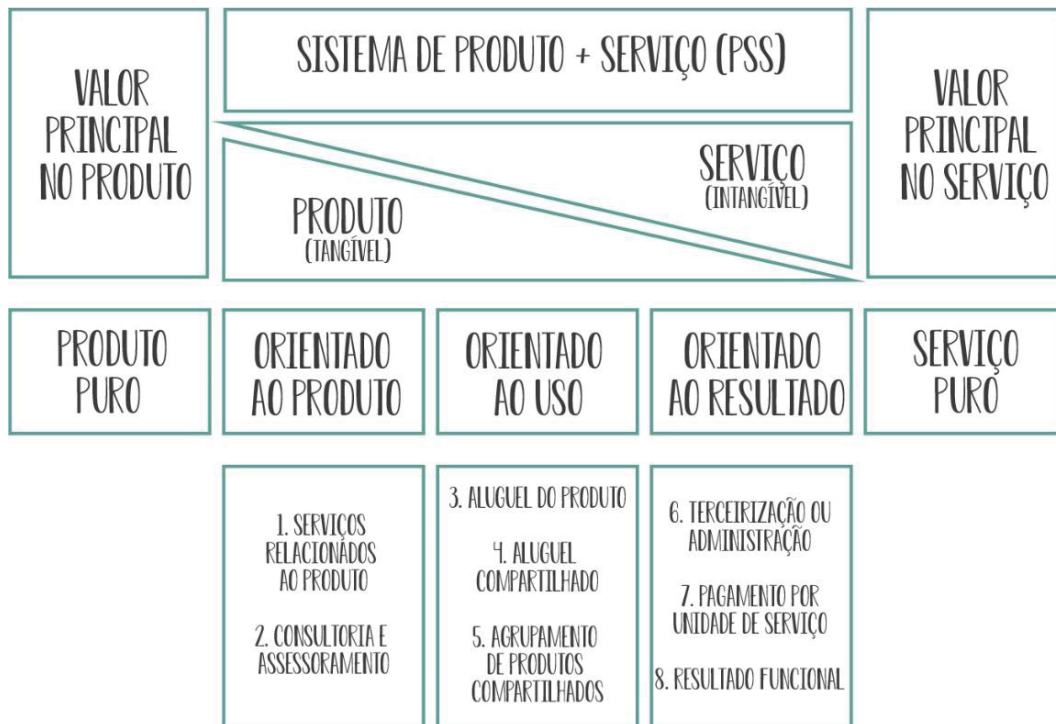 VALOR
PRINCIPAL
NO PRODUTO
SISTEMA DE PRODUTO + SERVIÇO (PSS)
SERVIÇO
(INTANGÍVEL)
PRODUTO
(TANGÍVEL)
VALOR
PRINCIPAL
NO SERVIÇO
PRODUTO
PURO
ORIENTADO
AO PRODUTO
ORIENTADO
AO USO
ORIENTADO
AO RESULTADO
SERVIÇO
PURO
1. SERVIÇOS
RELACIONADOS
AO PRODUTO
2. CONSULTORIA E
ASSESSORAMENTO
3. ALUGUEL DO PRODUTO
4. ALUGUEL
COMPARTILHADO
5. AGRUPAMENTO
DE PRODUTOS
COMPARTILHADOS
6. TERCEIRIZAÇÃO OU
ADMINISTRAÇÃO
7. PAGAMENTO POR
UNIDADE DE SERVIÇO
8. RESULTADO FUNCIONAL